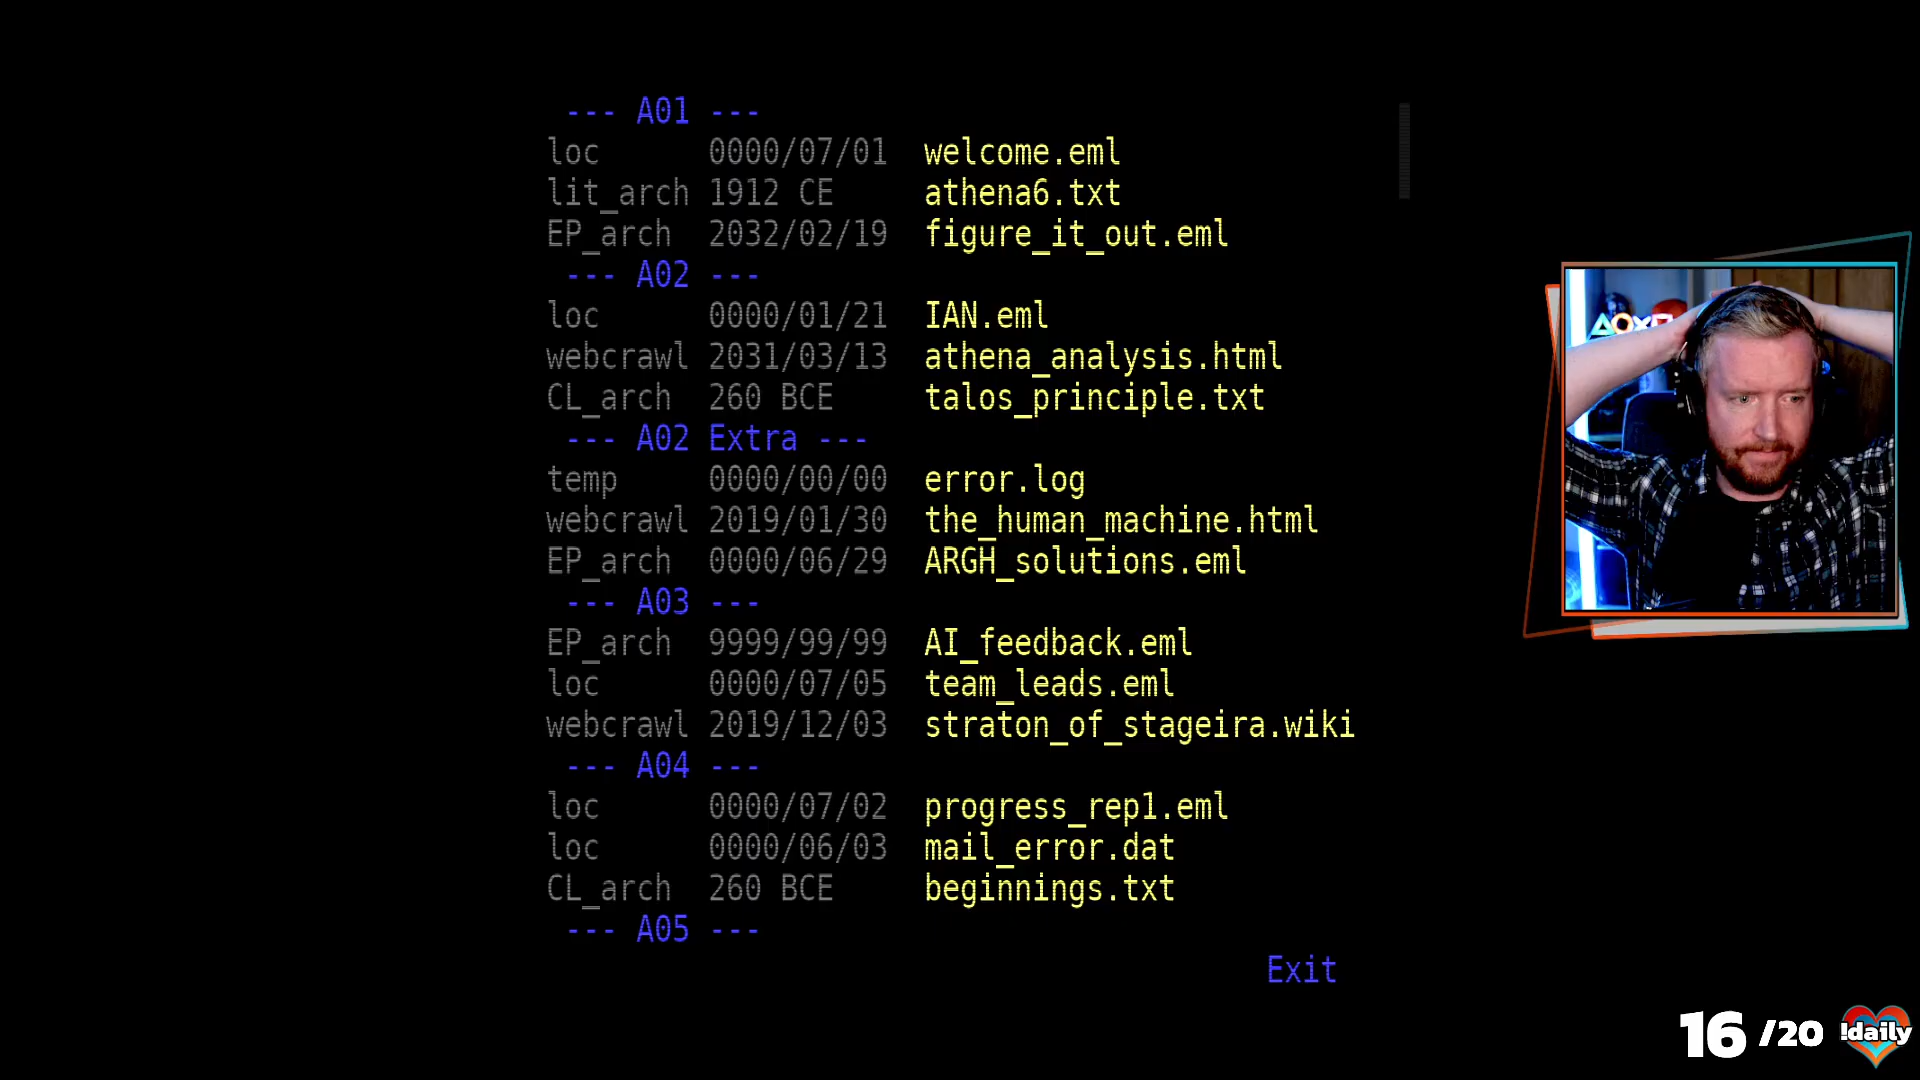 --- A01 ---
loc 0000/07/01 welcome.eml
lit_arch 1912 CE athena6.txt
EP_arch 2032/02/19 figure_it_out.eml
--- A02 ---
loc 0000/01/21 IAN.eml
webcrawl 2031/03/13 athena_analysis.html
CL_arch 260 BCE talos_principle.txt
--- A02 Extra ---
temp 0000/00/00 error.log
webcrawl 2019/01/30 the_human_machine.html
EP_arch 0000/06/29 ARGH_solutions.eml
--- A03 ---
EP_arch 9999/99/99 AI_feedback.eml
loc 0000/07/05 team_leads.eml
webcrawl 2019/12/03 straton_of_stageira.wiki
--- A04 ---
loc 0000/07/02 progress_rep1.eml
loc 0000/06/03 mail_error.dat
CL_arch 260 BCE beginnings.txt
--- A05 ---
Exit
16 /20 !daily